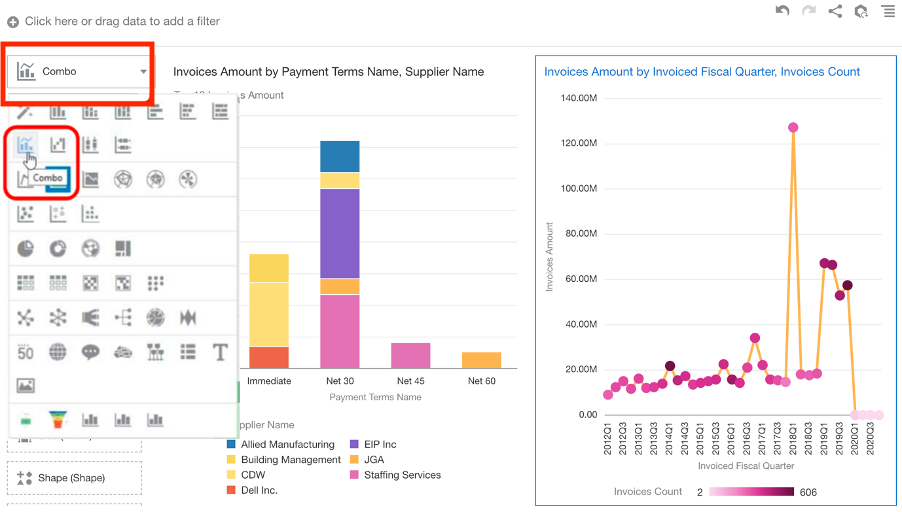 Click here or drag data to add a filter
Combo
Combo
50
T
Shape (Shape)
Invoices Amount by Payment Terms Name, Supplier Name
Amount
Immediate
Net 30
Net 45
Net 60
Payment Terms Name
pplier Name
Allied Manufacturing
EIP Inc
Building Management
JGA
CDW
Staffing Services
Dell Inc.
Invoices Amount by Invoiced Fiscal Quarter, Invoices Count
140.00M
120.00M
100.00M
80.00M
60.00M
40.00M
20.00M
0.00
Invoices Amount
2012Q1
2012Q3
2013Q1
2013Q3
2014Q1
2014Q3
2015Q1
2015Q3
2016Q1
2016Q3
2017Q1
2017Q3
2018Q1
2018Q3
2019Q1
2019Q3
2020Q1
2020Q3
Invoiced Fiscal Quarter
Invoices Count
2
606